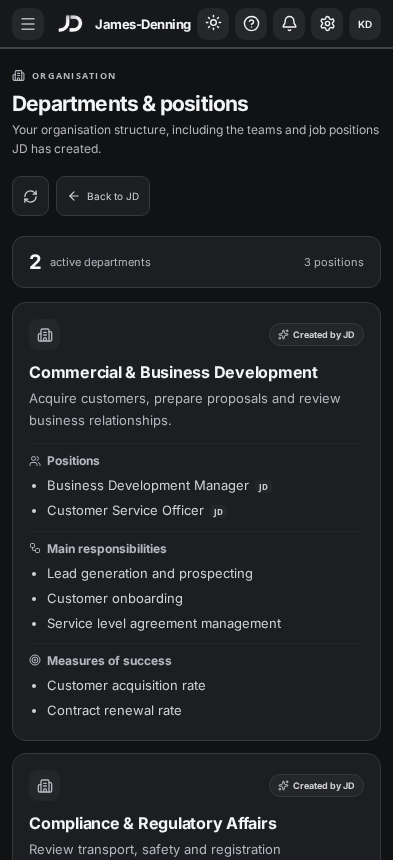 JD James-Denning KD
ORGANISATION
Departments & positions
Your organisation structure, including the teams and job positions
JD has created.
Back to JD
2 active departments 3 positions
Created by JD
Commercial & Business Development
Acquire customers, prepare proposals and review
business relationships.
Positions
• Business Development Manager JD
• Customer Service Officer JD
Main responsibilities
• Lead generation and prospecting
• Customer onboarding
• Service level agreement management
Measures of success
• Customer acquisition rate
• Contract renewal rate
Created by JD
Compliance & Regulatory Affairs
Review transport, safety and registration